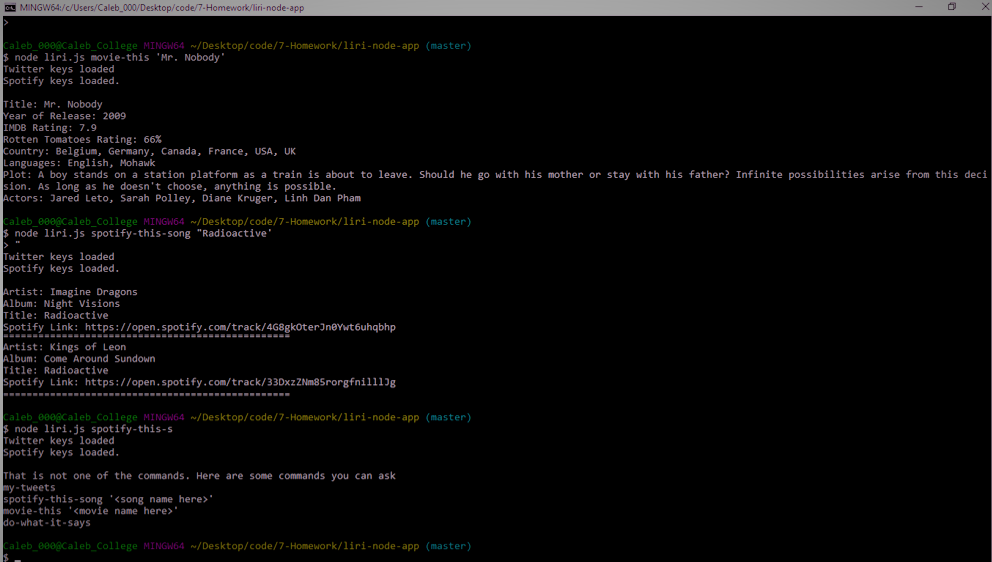 MINGW64:/c/Users/Caleb_000/Desktop/code/7-Homework/liri-node-app
>
Caleb_000@Caleb_College MINGW64 ~/Desktop/code/7-Homework/liri-node-app (master)
$ node liri.js movie-this 'Mr. Nobody'
Twitter keys loaded
Spotify keys loaded.
Title: Mr. Nobody
Year of Release: 2009
IMDB Rating: 7.9
Rotten Tomatoes Rating: 66%
Country: Belgium, Germany, Canada, France, USA, UK
Languages: English, Mohawk
Plot: A boy stands on a station platform as a train is about to leave. Should he go with his mother or stay with his father? Infinite possibilities arise from this deci
sion. As long as he doesn't choose, anything is possible.
Actors: Jared Leto, Sarah Polley, Diane Kruger, Linh Dan Pham
Caleb_000@Caleb_College MINGW64 ~/Desktop/code/7-Homework/liri-node-app (master)
$ node liri.js spotify-this-song "Radioactive'
> "
Twitter keys loaded
Spotify keys loaded.
Artist: Imagine Dragons
Album: Night Visions
Title: Radioactive
Spotify Link: https://open.spotify.com/track/4G8gkOterJn0Ywt6uhqbhp
=================================================
Artist: Kings of Leon
Album: Come Around Sundown
Title: Radioactive
Spotify Link: https://open.spotify.com/track/33DxzZNm85rorgfnilllJg
=================================================
Caleb_000@Caleb_College MINGW64 ~/Desktop/code/7-Homework/liri-node-app (master)
$ node liri.js spotify-this-s
Twitter keys loaded
Spotify keys loaded.
That is not one of the commands. Here are some commands you can ask
my-tweets
spotify-this-song '<song name here>'
movie-this '<movie name here>'
do-what-it-says
Caleb_000@Caleb_College MINGW64 ~/Desktop/code/7-Homework/liri-node-app (master)
$